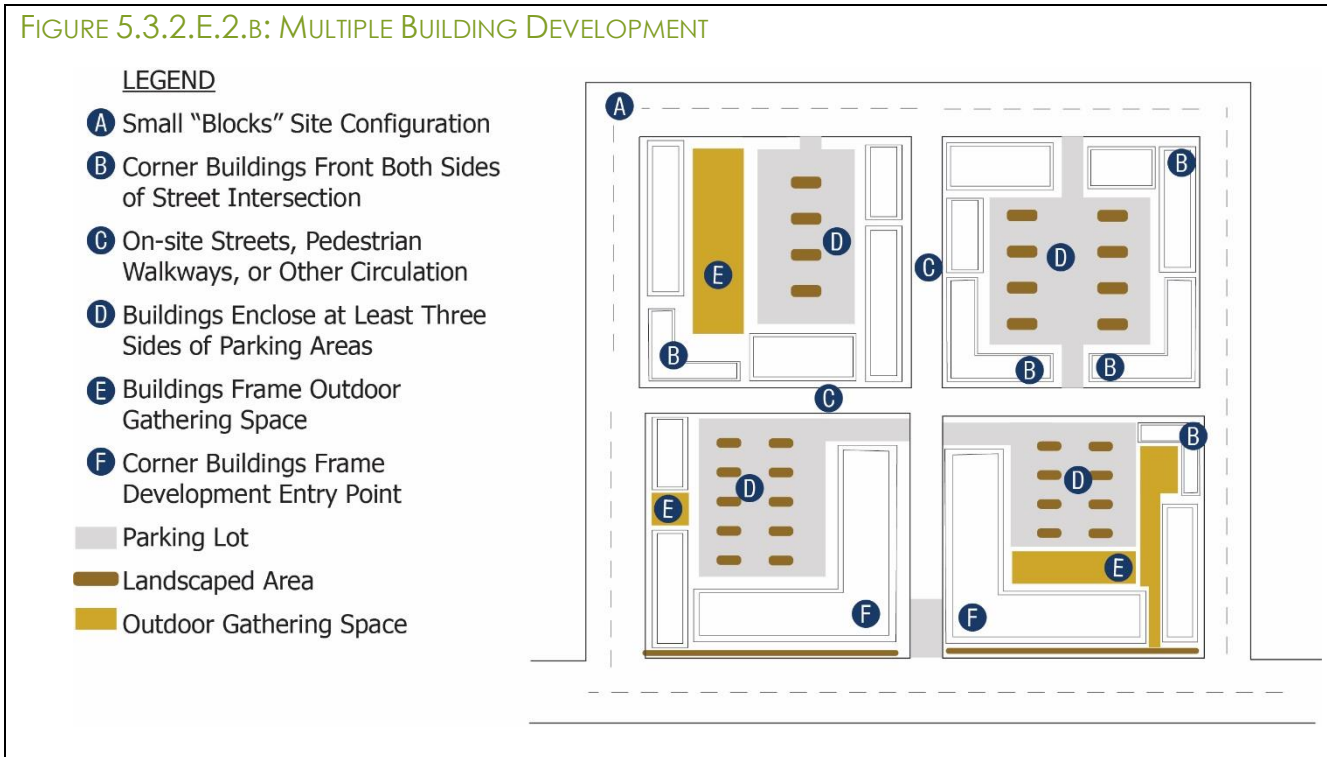 FIGURE 5.3.2.E.2.B: MULTIPLE BUILDING DEVELOPMENT
LEGEND
A Small “Blocks” Site Configuration
B Corner Buildings Front Both Sides
of Street Intersection
C On-site Streets, Pedestrian
Walkways, or Other Circulation
D Buildings Enclose at Least Three
Sides of Parking Areas
E Buildings Frame Outdoor
Gathering Space
F Corner Buildings Frame
Development Entry Point
Parking Lot
Landscaped Area
Outdoor Gathering Space
A
B
D
D
C
E
B
B
B
C
B
D
D
E
E
F
F